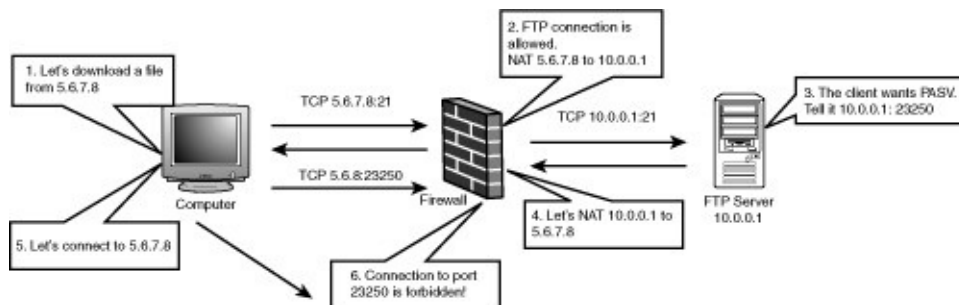 1. Let's download a file
from 5.6.7.8
2. FTP connection is
allowed.
NAT 5.6.7.8 to 10.0.0.1
3. The client wants PASV.
Tell it 10.0.0.1: 23250
TCP 5.6.7.8:21
TCP 10.0.0.1:21
TCP 5.6.8:23250
Computer
Firewall
FTP Server
10.0.0.1
4. Let's NAT 10.0.0.1 to
5.6.7.8
5. Let's connect to 5.6.7.8
6. Connection to port
23250 is forbidden!